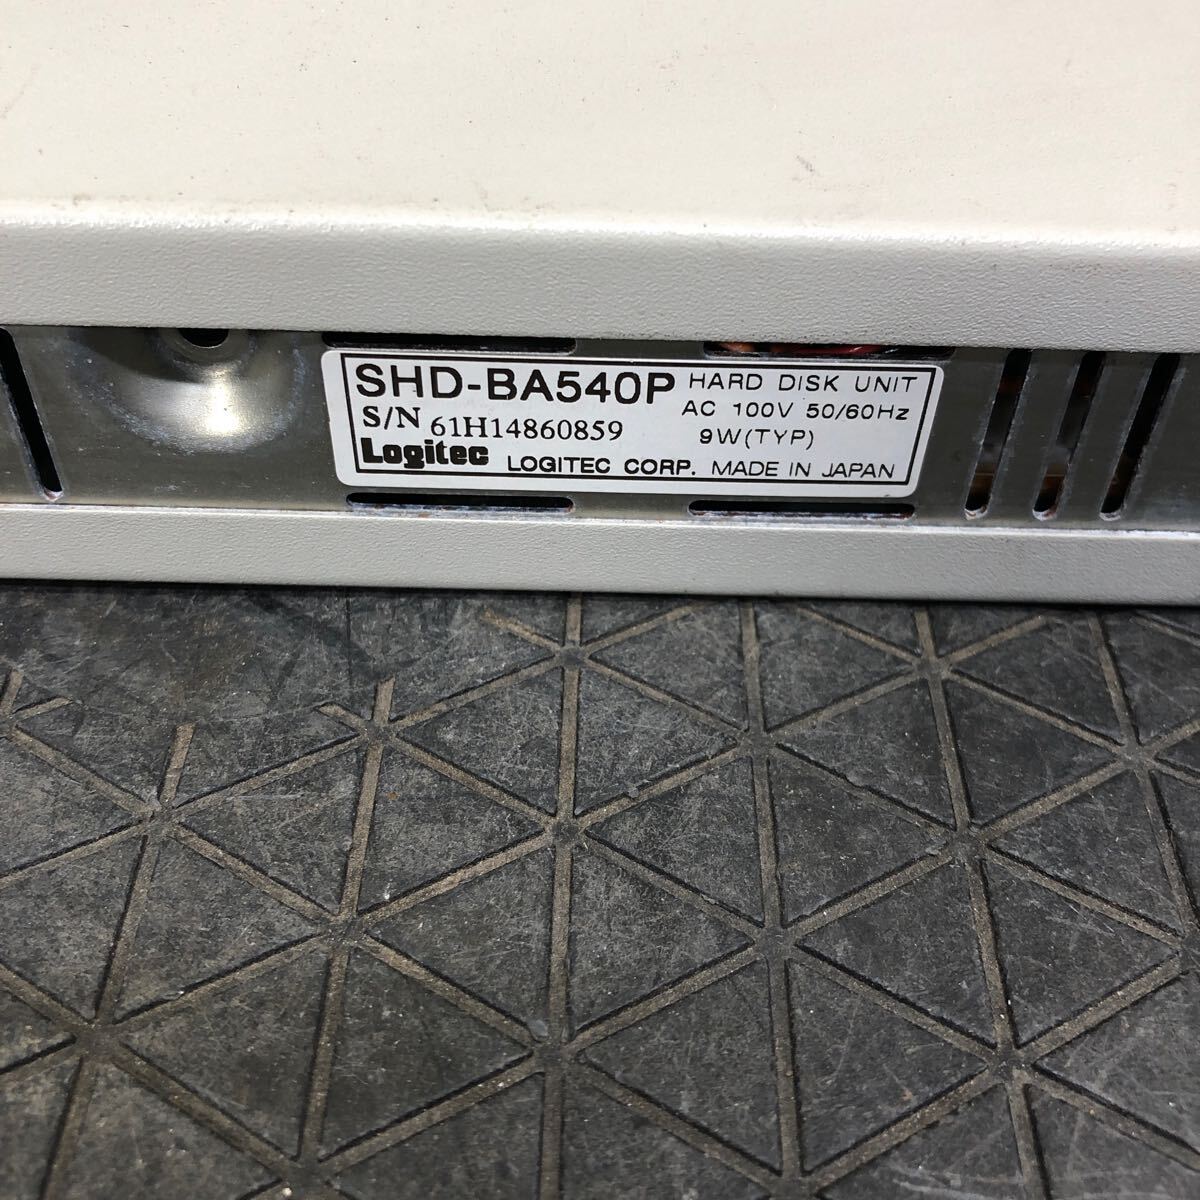 SHD-BA540P HARD DISK UNIT
AC 100V 50/60Hz
S/N 61H14860859 9W(TYP)
Logitec LOGITEC CORP. MADE IN JAPAN